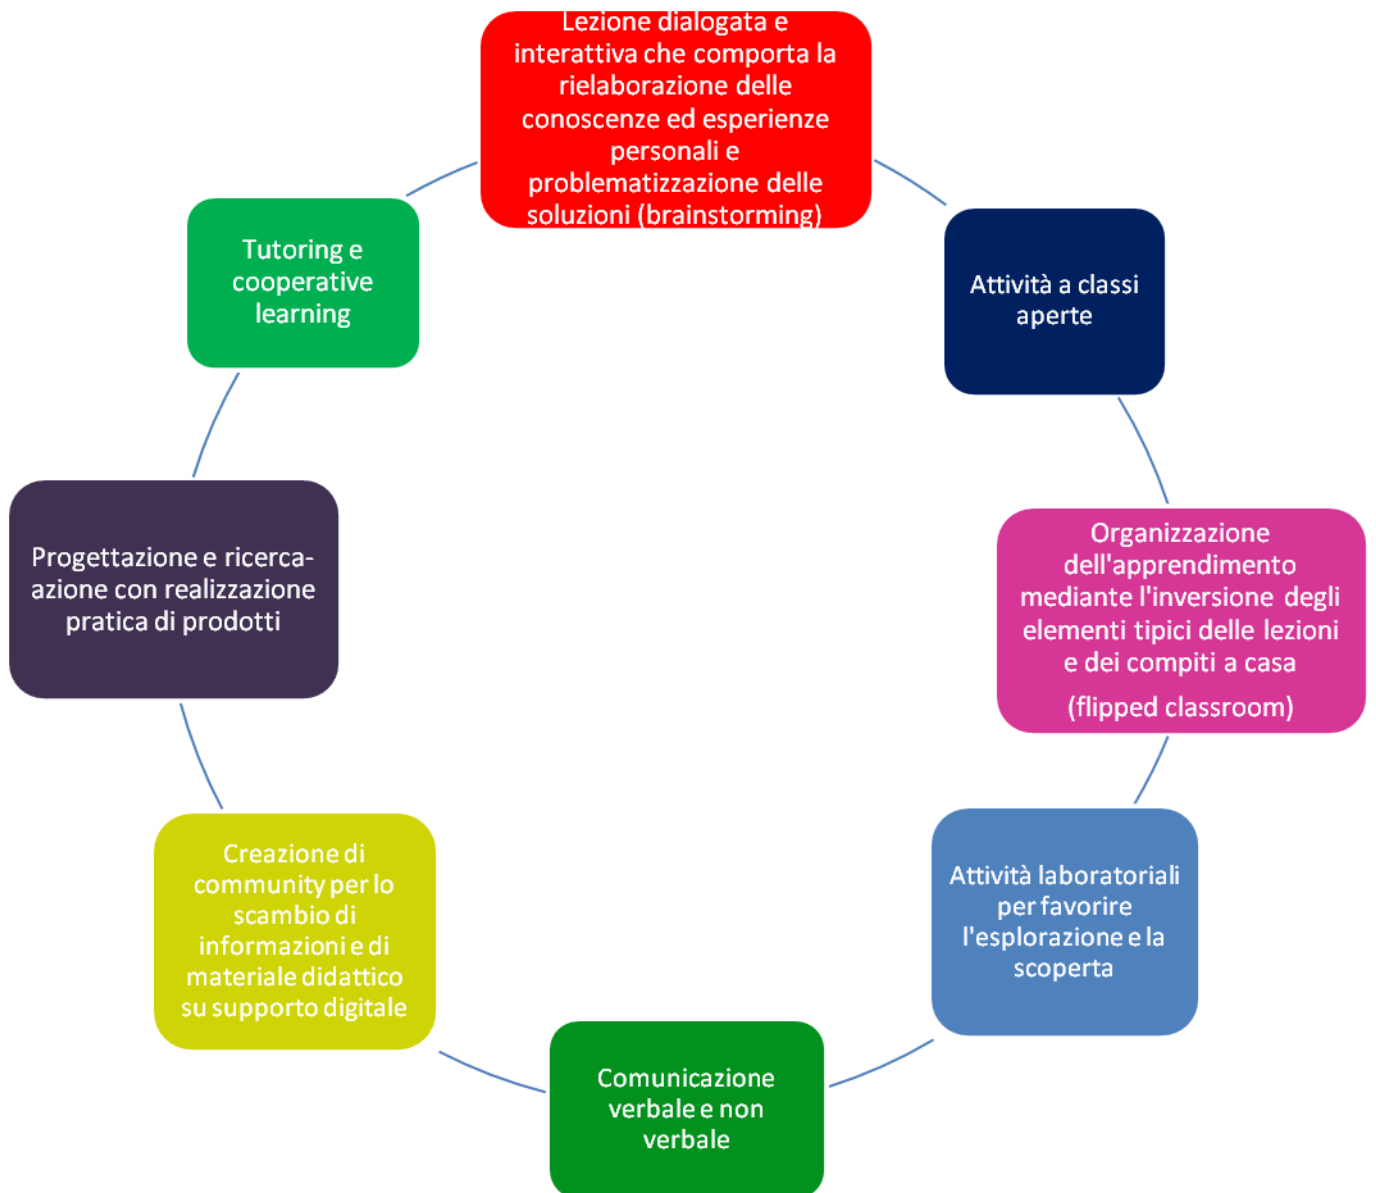 Lezione dialogata e
interattiva che comporta la
rielaborazione delle
conoscenze ed esperienze
personali e
problematizzazione delle
soluzioni (brainstorming)
Attività a classi
aperte
Organizzazione
dell'apprendimento
mediante l'inversione degli
elementi tipici delle lezioni
e dei compiti a casa
(flipped classroom)
Attività laboratoriali
per favorire
l'esplorazione e la
scoperta
Comunicazione
verbale e non
verbale
Creazione di
community per lo
scambio di
informazioni e di
materiale didattico
su supporto digitale
Progettazione e ricerca-
azione con realizzazione
pratica di prodotti
Tutoring e
cooperative
learning